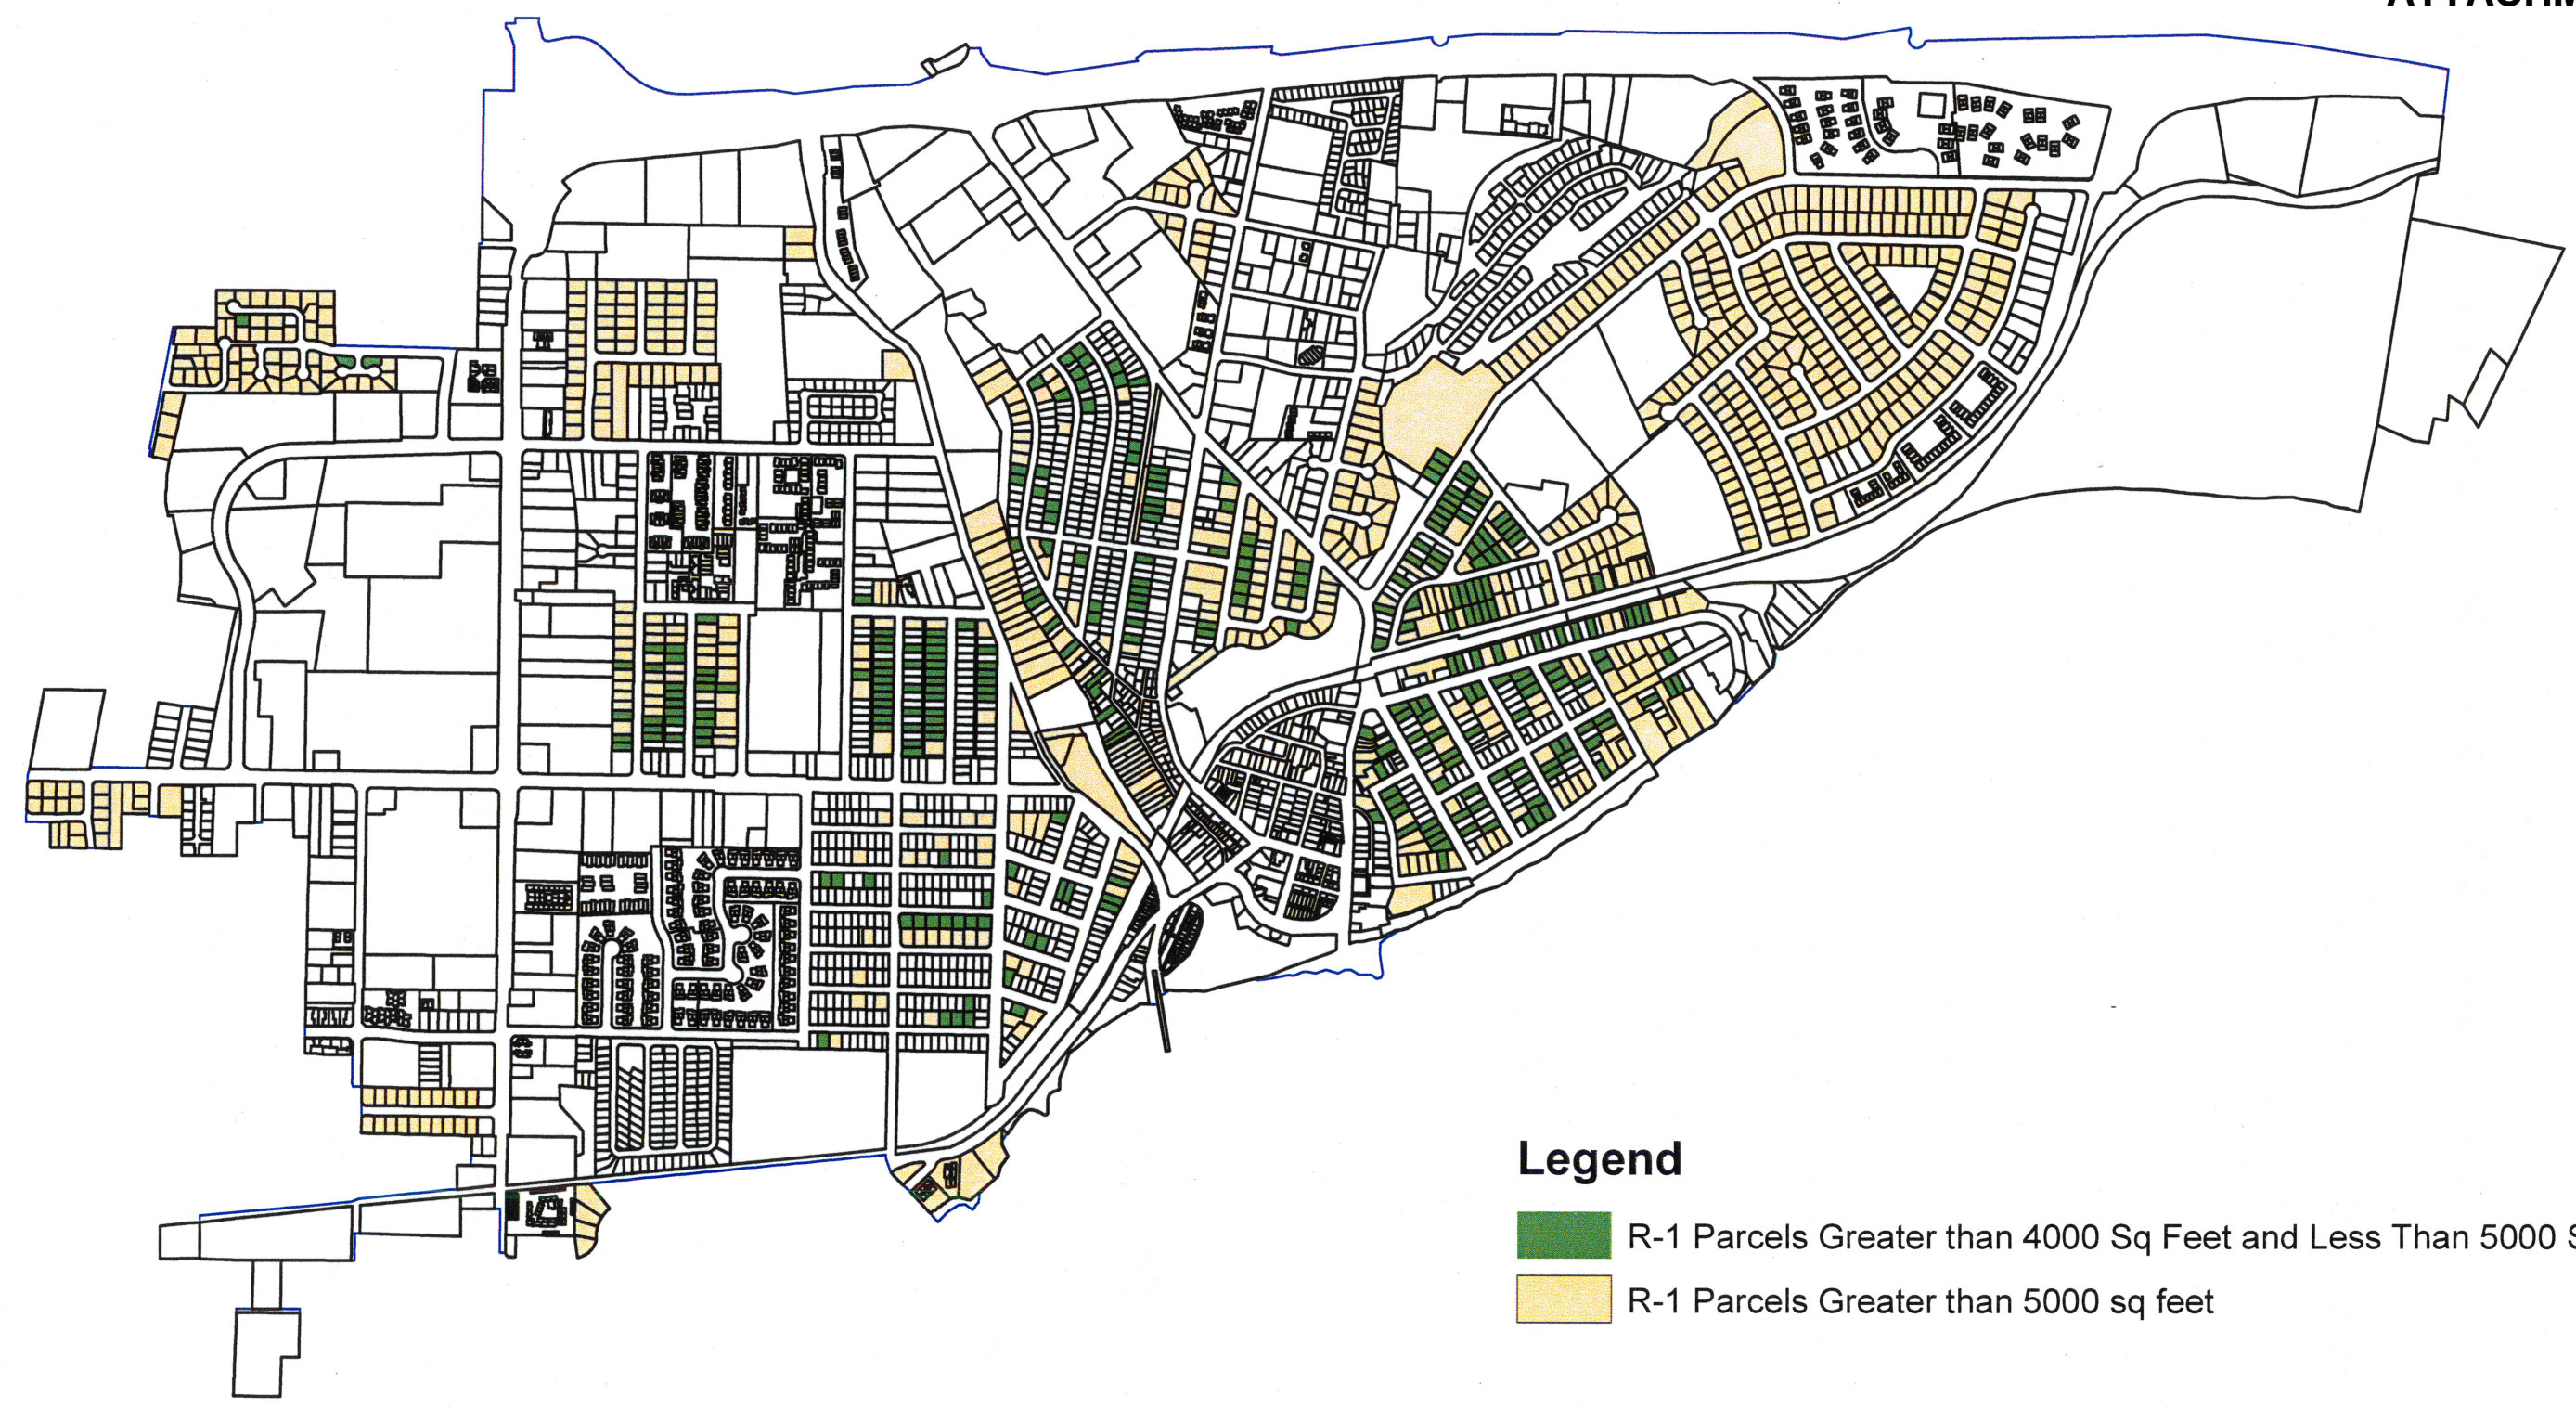 Legend
R-1 Parcels Greater than 4000 Sq Feet and Less Than 5000
R-1 Parcels Greater than 5000 sq feet